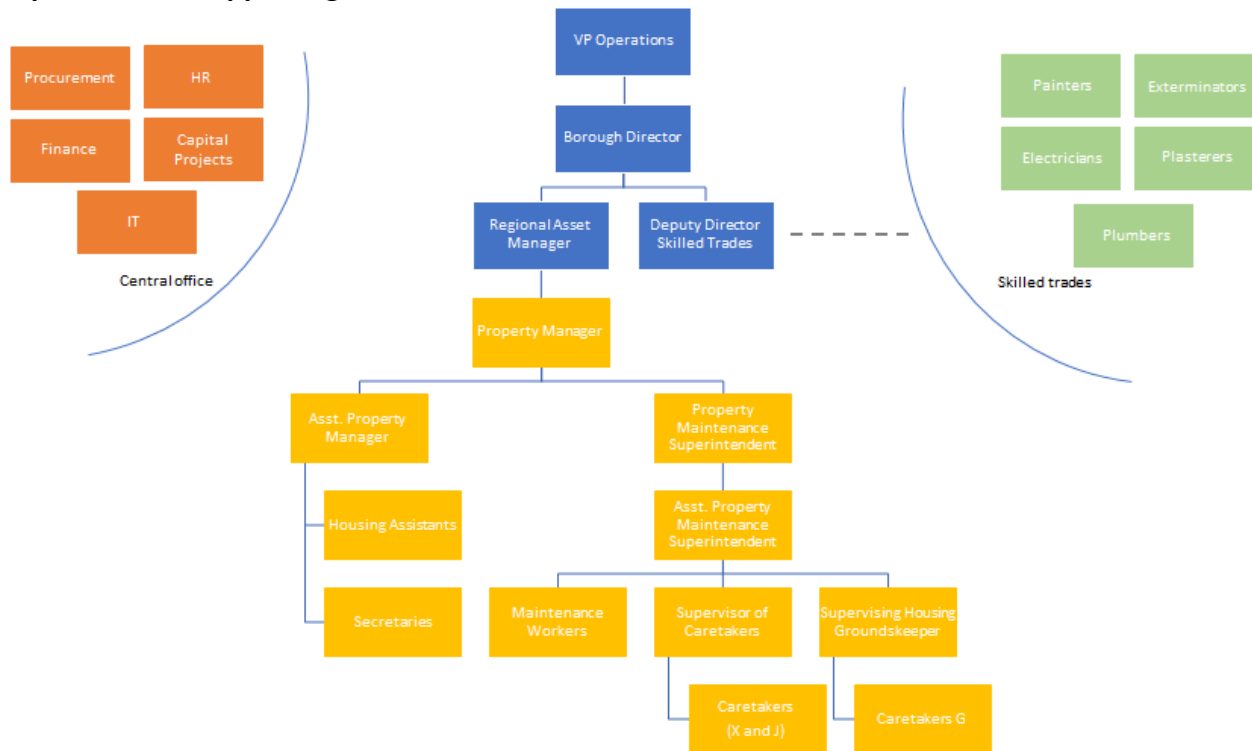 Procurement
HR
Finance
Capital
Projects
IT
Central office
VP Operations
Borough Director
Regional Asset
Manager
Deputy Director
Skilled Trades
Painters
Exterminators
Electricians
Plasterers
Plumbers
Skilled trades
Property Manager
Asst. Property
Manager
Property
Maintenance
Superintendent
Housing Assistants
Asst. Property
Maintenance
Superintendent
Secretaries
Maintenance
Workers
Supervisor of
Caretakers
Supervising Housing
Groundskeeper
Caretakers
(X and J)
Caretakers G